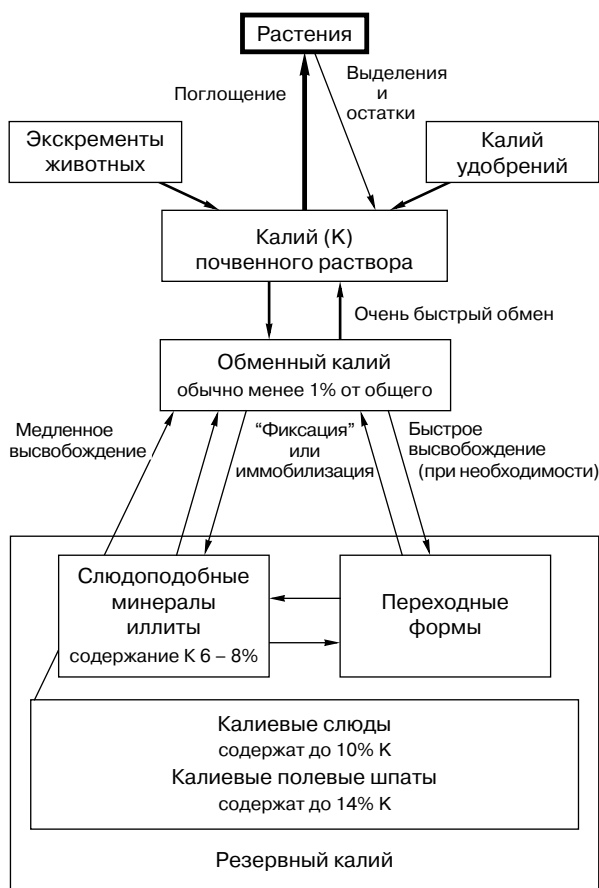 Растения
Поглощение
Выделения
и
остатки
Экскременты
животных
Калий
удобрений
Калий (К)
почвенного раствора
Очень быстрый обмен
Обменный калий
обычно менее 1% от общего
Медленное
высвобождение
“Фиксация”
или
иммобилизация
Быстрое
высвобождение
(при необходимости)
Слюдоподобные
минералы
иллиты
содержание К 6 – 8%
Переходные
формы
Калиевые слюды
содержат до 10% К
Калиевые полевые шпаты
содержат до 14% К
Резервный калий